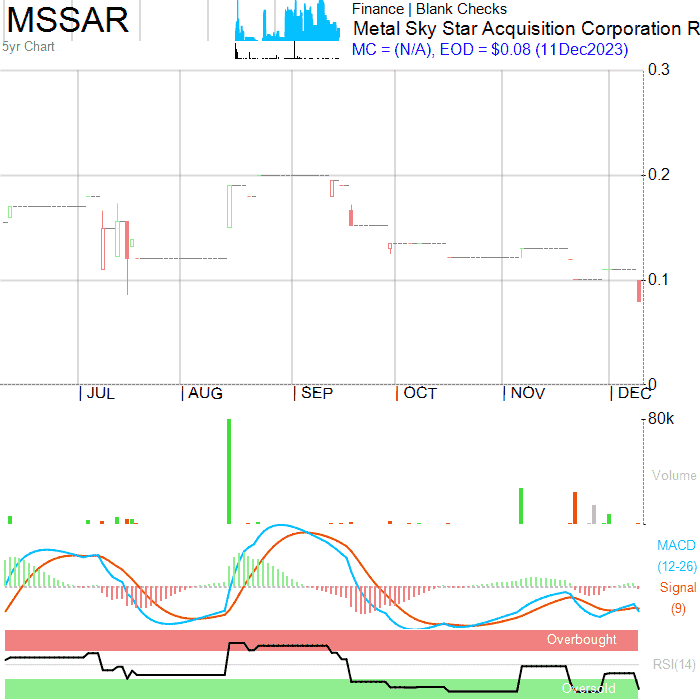 MSSAR
5yr Chart
Finance | Blank Checks
Metal Sky Star Acquisition Corporation R
MC = (N/A), EOD = $0.08 (11Dec2023)
0.3
0.2
0.1
0
JUL AUG SEP OCT NOV DEC
80k
Volume
MACD
(12-26)
Signal
(9)
Overbought
RSI(14)
Oversold